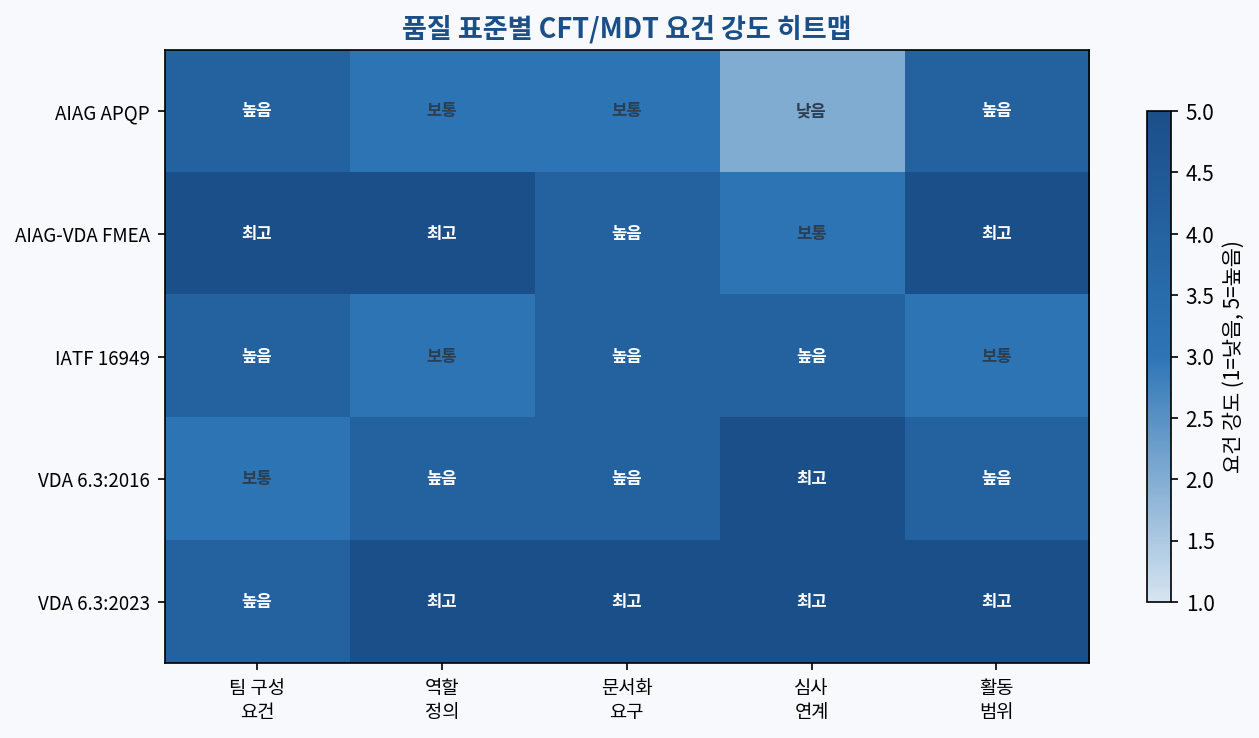 품질 표준별 CFT/MDT 요건 강도 히트맵
AIAG APQP
높음
보통
보통
낮음
높음
AIAG-VDA FMEA
최고
최고
높음
보통
최고
IATF 16949
높음
보통
높음
높음
보통
VDA 6.3:2016
보통
높음
높음
최고
높음
VDA 6.3:2023
높음
최고
최고
최고
최고
팀 구성
요건
역할
정의
문서화
요구
심사
연계
활동
범위
5.0
4.5
4.0
3.5
3.0
2.5
2.0
1.5
1.0
요건 강도 (1=낮음, 5=높음)